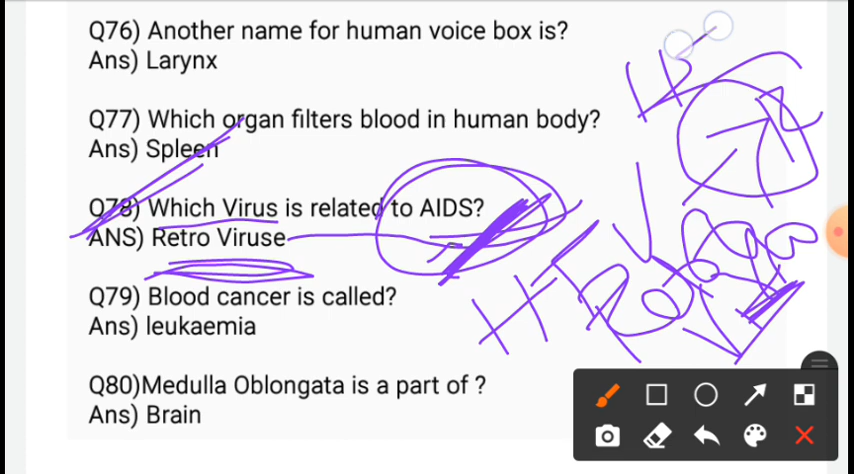 Q76) Another name for human voice box is?
Ans) Larynx
Q77) Which organ filters blood in human body?
Ans) Spleen
Q78) Which Virus is related to AIDS?
ANS) Retro Viruse
Q79) Blood cancer is called?
Ans) leukaemia
Q80)Medulla Oblongata is a part of ?
Ans) Brain